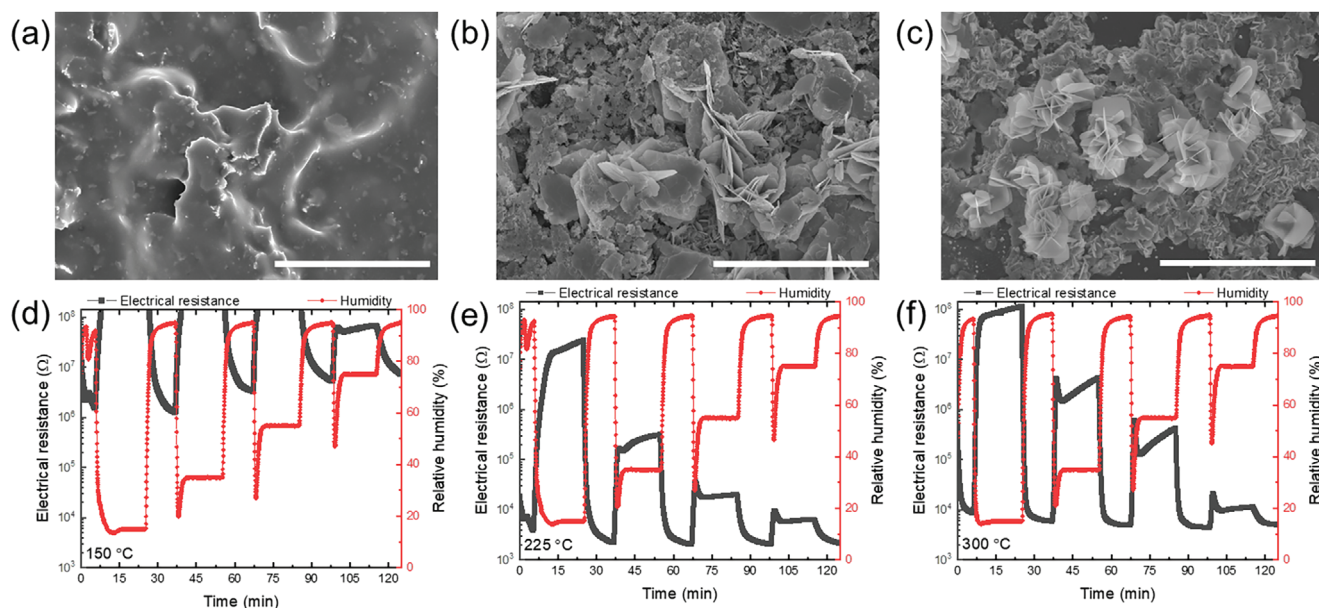 (a)
(b)
(c)
(d)
Electrical resistance
Humidity
10⁸
10⁷
10⁶
10⁵
10⁴
10³
Electrical resistance (Ω)
100
80
60
40
20
0
Relative humidity (%)
150 °C
0 15 30 45 60 75 90 105 120
Time (min)
(e)
Electrical resistance
Humidity
10⁸
10⁷
10⁶
10⁵
10⁴
10³
Electrical resistance (Ω)
100
80
60
40
20
0
Relative humidity (%)
225 °C
0 15 30 45 60 75 90 105 120
Time (min)
(f)
Electrical resistance
Humidity
10⁸
10⁷
10⁶
10⁵
10⁴
10³
Electrical resistance (Ω)
100
80
60
40
20
0
Relative humidity (%)
300 °C
0 15 30 45 60 75 90 105 120
Time (min)